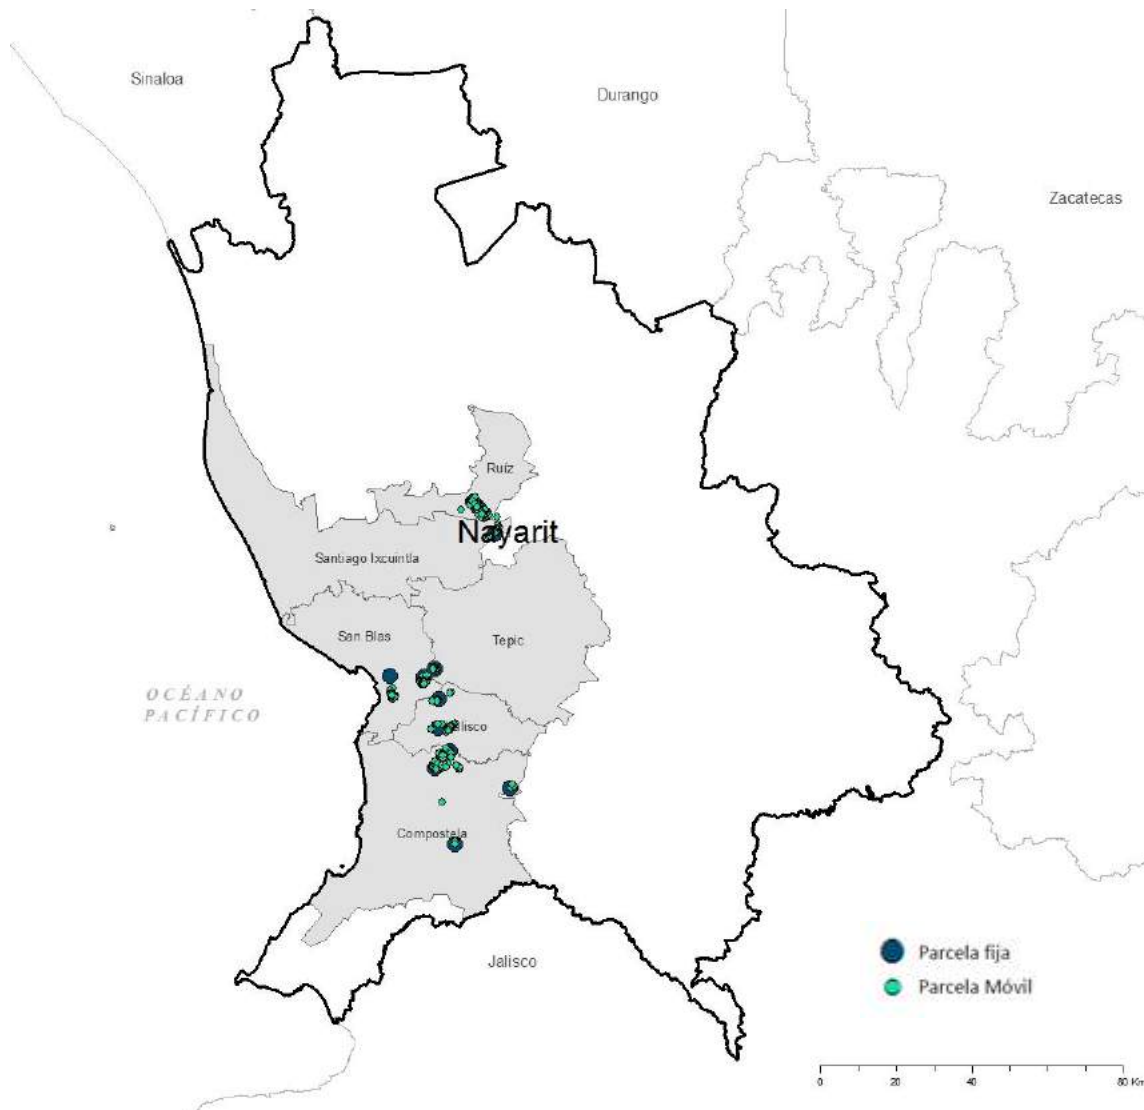 Sinaloa
Durango
Zacatecas
Ruíz
Nayarit
Santiago Ixcuintla
San Blas
Tepic
OCÉANO
PACÍFICO
Compostela
Jalisco
Parcela fija
Parcela Móvil
0 20 40 80 Km